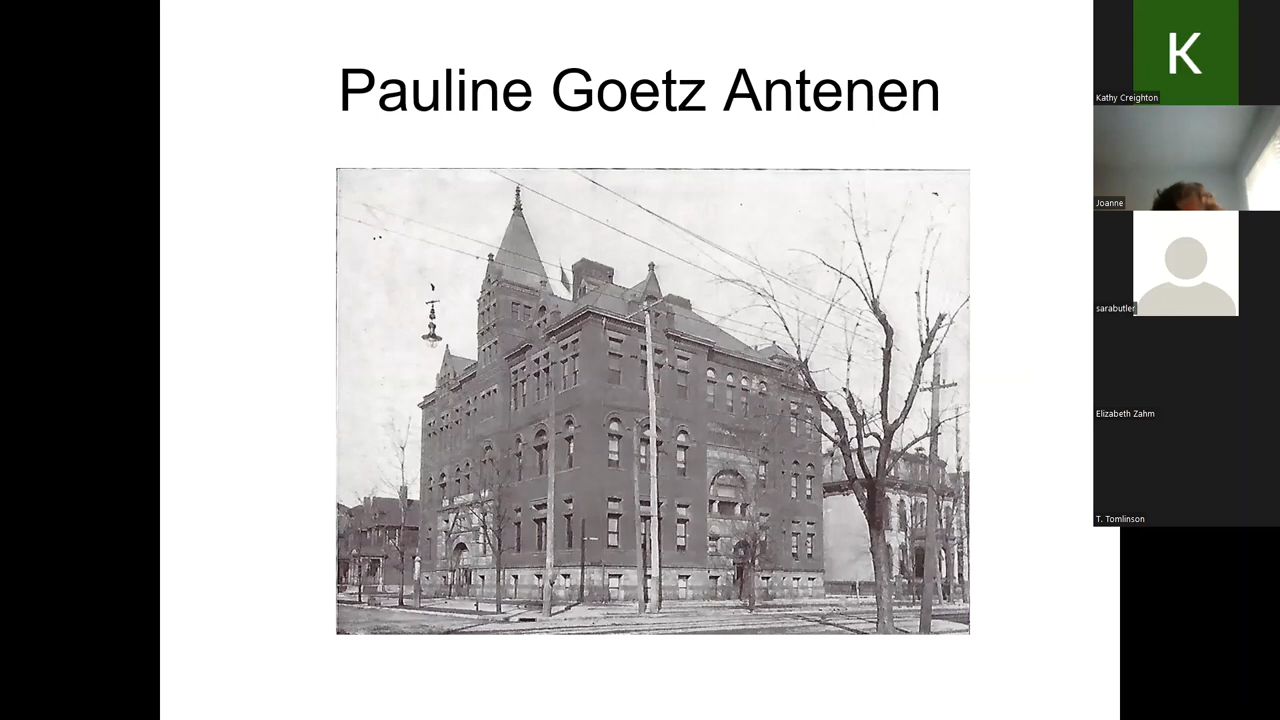 Pauline Goetz Antenen
K
Kathy Creighton
Joanne
sarabutler
Elizabeth Zahm
T. Tomlinson